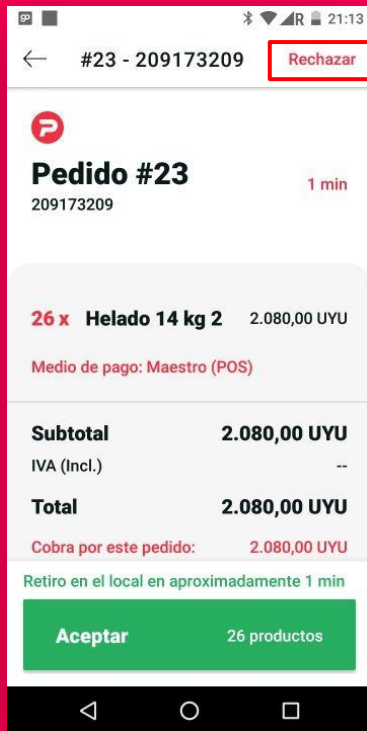 R 21:13
#23 - 209173209 Rechazar
Pedido #23
1 min
209173209
26 x Helado 14 kg 2 2.080,00 UYU
Medio de pago: Maestro (POS)
Subtotal 2.080,00 UYU
IVA (Incl.) --
Total 2.080,00 UYU
Cobra por este pedido: 2.080,00 UYU
Retiro en el local en aproximadamente 1 min
Aceptar 26 productos